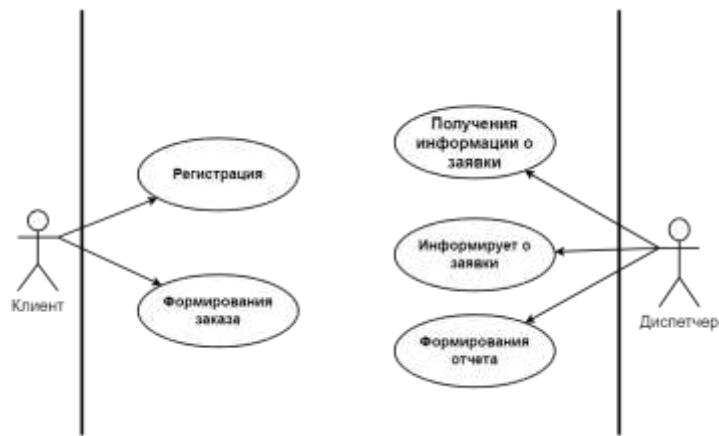 Регистрация
Формирования
заказа
Клиент
Получения
информации о
заявки
Информирует о
заявки
Формирования
отчета
Диспетчер